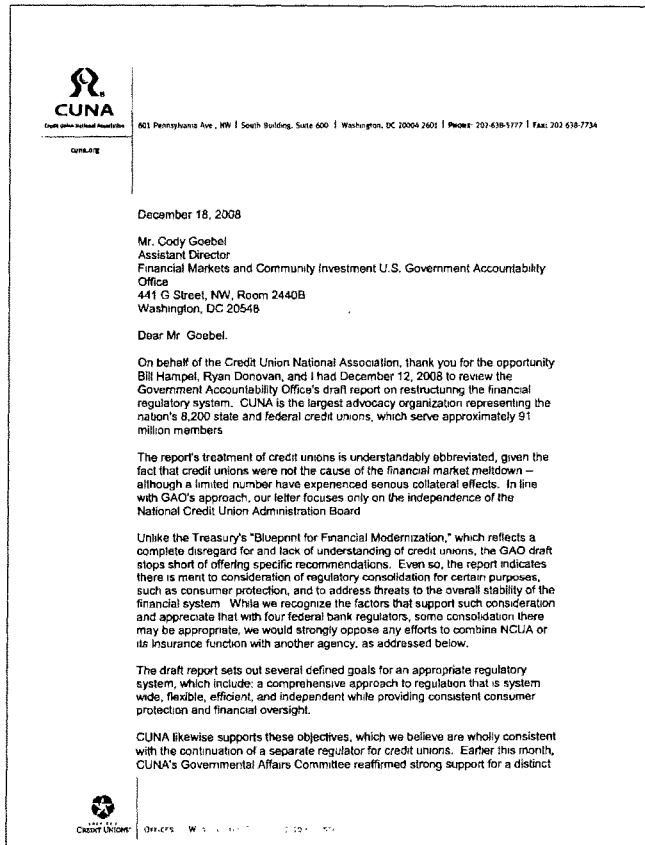 CUNA
Credit Union National Association
cuna.org
601 Pennsylvania Ave., NW | South Building, Suite 600 | Washington, DC 20004 2601 | PHONE: 202-638-5777 | FAX: 202 638-7734
December 18, 2008
Mr. Cody Goebel
Assistant Director
Financial Markets and Community Investment U.S. Government Accountability
Office
441 G Street, NW, Room 2440B
Washington, DC 20548
Dear Mr Goebel.
On behalf of the Credit Union National Association, thank you for the opportunity
Bill Hampel, Ryan Donovan, and I had December 12, 2008 to review the
Government Accountability Office's draft report on restructuring the financial
regulatory system. CUNA is the largest advocacy organization representing the
nation's 8,200 state and federal credit unions, which serve approximately 91
million members
The report's treatment of credit unions is understandably abbreviated, given the
fact that credit unions were not the cause of the financial market meltdown –
although a limited number have experienced serious collateral effects. In line
with GAO's approach, our letter focuses only on the independence of the
National Credit Union Administration Board
Unlike the Treasury's "Blueprint for Financial Modernization," which reflects a
complete disregard for and lack of understanding of credit unions, the GAO draft
stops short of offering specific recommendations. Even so, the report indicates
there is merit to consideration of regulatory consolidation for certain purposes,
such as consumer protection, and to address threats to the overall stability of the
financial system While we recognize the factors that support such consideration
and appreciate that with four federal bank regulators, some consolidation there
may be appropriate, we would strongly oppose any efforts to combine NCUA or
its insurance function with another agency, as addressed below.
The draft report sets out several defined goals for an appropriate regulatory
system, which include: a comprehensive approach to regulation that is system
wide, flexible, efficient, and independent while providing consistent consumer
protection and financial oversight.
CUNA likewise supports these objectives, which we believe are wholly consistent
with the continuation of a separate regulator for credit unions. Earlier this month,
CUNA's Governmental Affairs Committee reaffirmed strong support for a distinct
CREDIT UNIONS
OFFICES